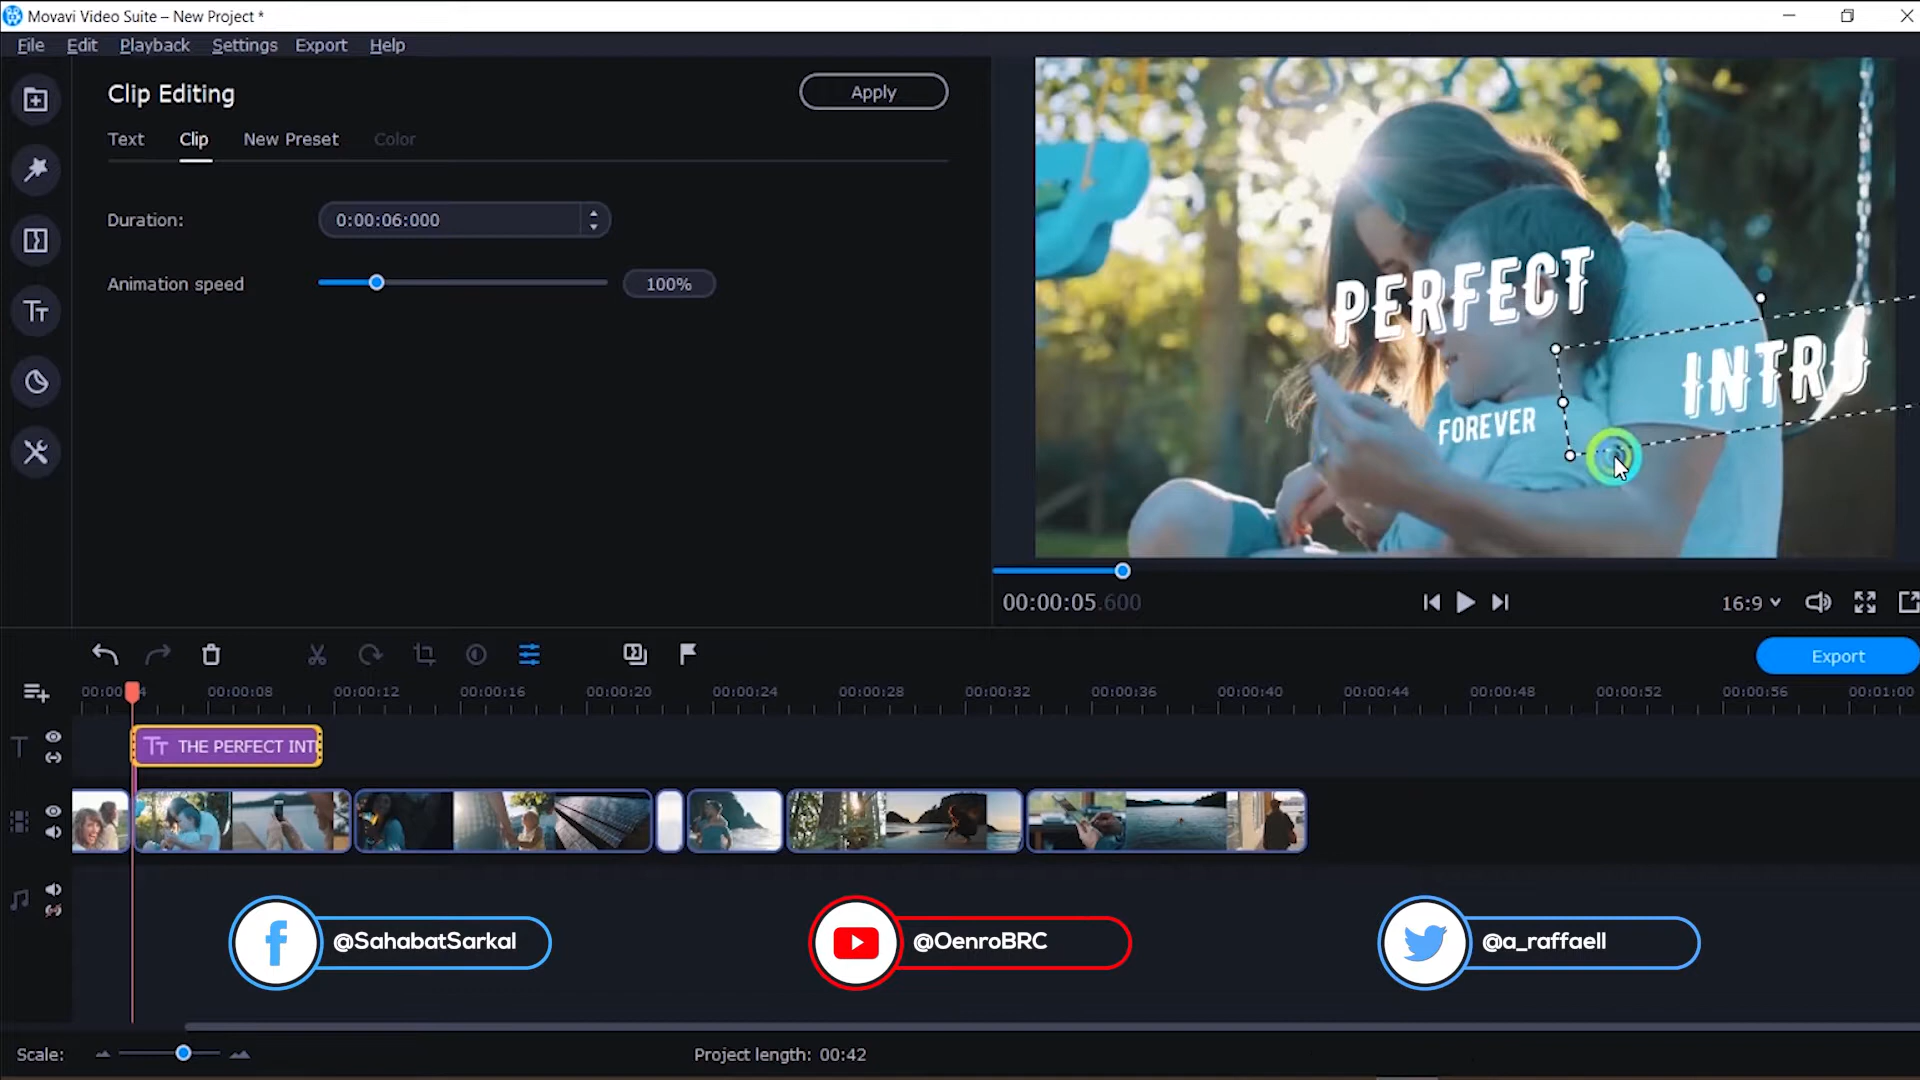 Movavi Video Suite – New Project *
File Edit Playback Settings Export Help
Clip Editing
Apply
Text Clip New Preset Color
Duration: 0:00:06:000
Animation speed 100%
PERFECT
INTRO
FOREVER
00:00:05.600
16:9
Export
00:00 4 00:00:08 00:00:12 00:00:16 00:00:20 00:00:24 00:00:28 00:00:32 00:00:36 00:00:40 00:00:44 00:00:48 00:00:52 00:00:56 00:01:00
THE PERFECT INT
@SahabatSarkal
@OenroBRC
@a_raffaell
Scale:
Project length: 00:42